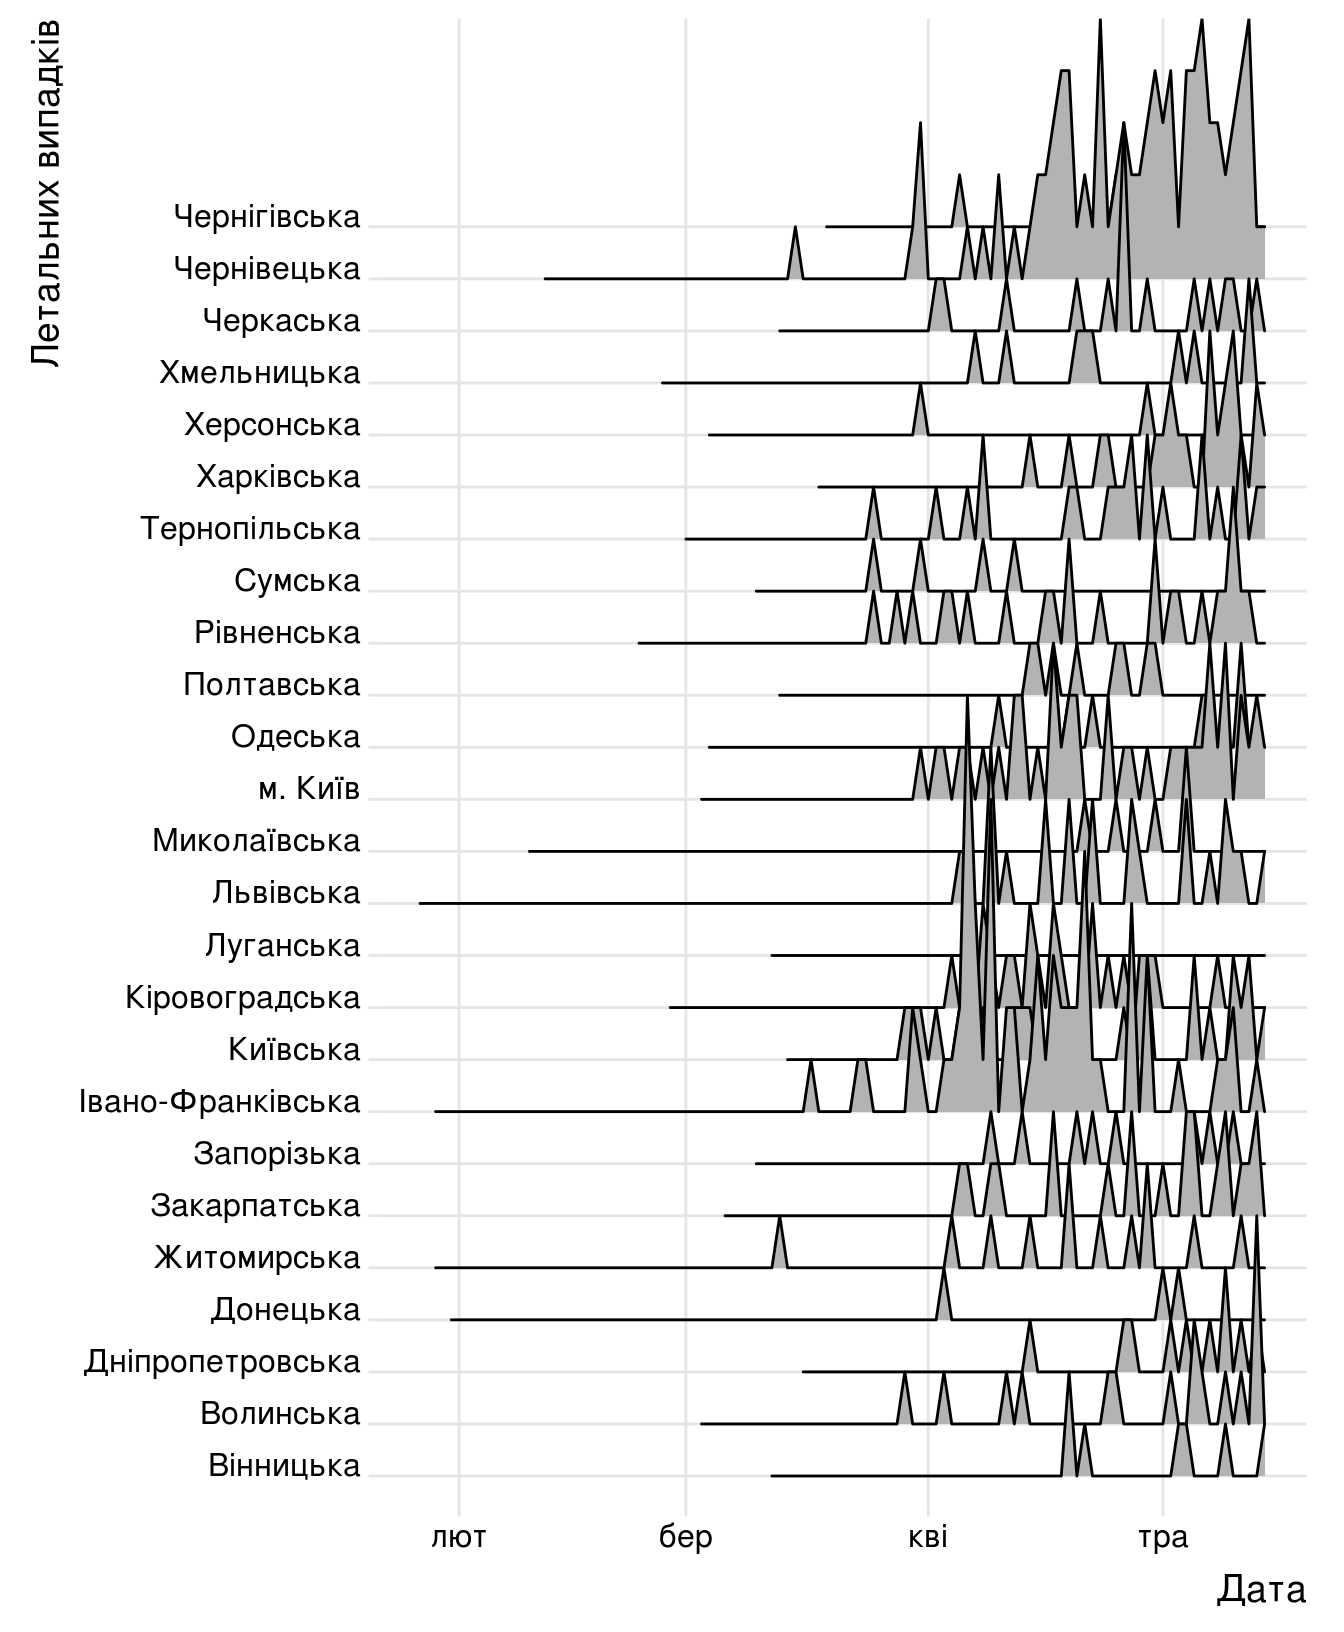 Летальних випадків
Чернігівська
Чернівецька
Черкаська
Хмельницька
Херсонська
Харківська
Тернопільська
Сумська
Рівненська
Полтавська
Одеська
м. Київ
Миколаївська
Львівська
Луганська
Кіровоградська
Київська
Івано-Франківська
Запорізька
Закарпатська
Житомирська
Донецька
Дніпропетровська
Волинська
Вінницька
лют бер кві тра
Дата